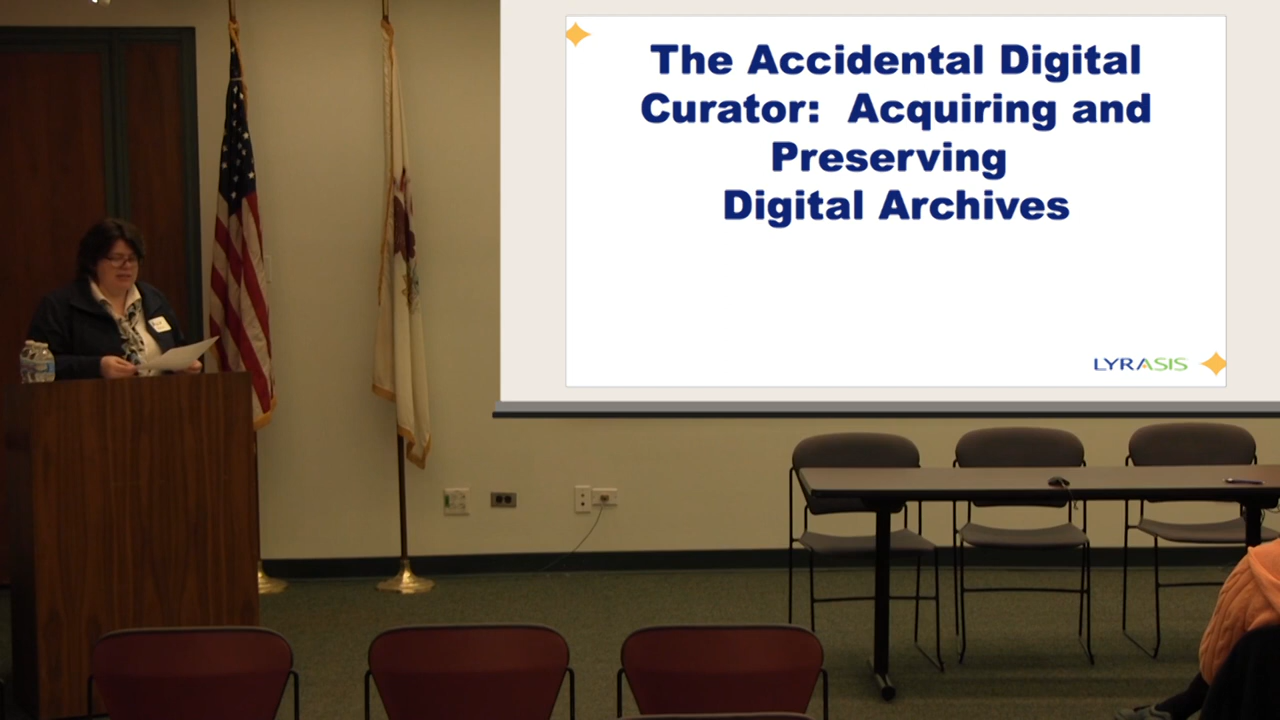 The Accidental Digital
Curator: Acquiring and
Preserving
Digital Archives
LYRASIS